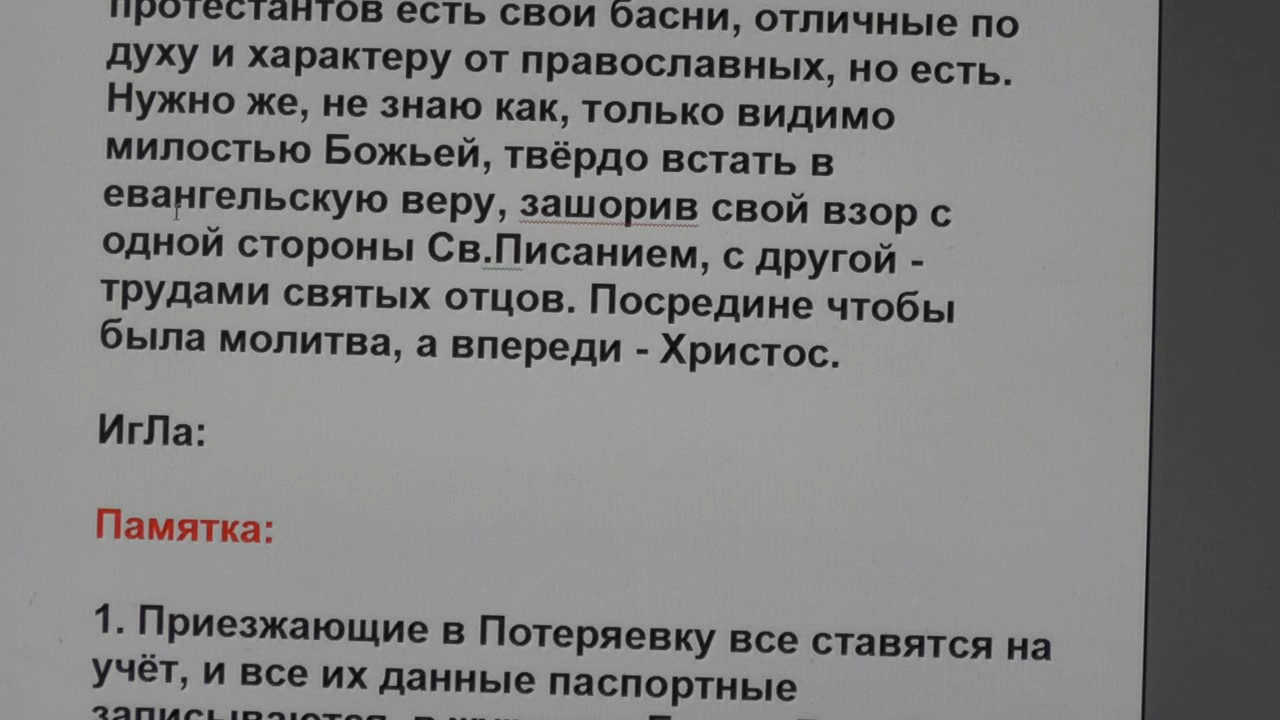 протестантов есть свои басни, отличные по
духу и характеру от православных, но есть.
Нужно же, не знаю как, только видимо
милостью Божьей, твёрдо встать в
евангельскую веру, зашорив свой взор с
одной стороны Св.Писанием, с другой -
трудами святых отцов. Посредине чтобы
была молитва, а впереди - Христос.
ИгЛа:
Памятка:
1. Приезжающие в Потеряевку все ставятся на
учёт, и все их данные паспортные
записываются